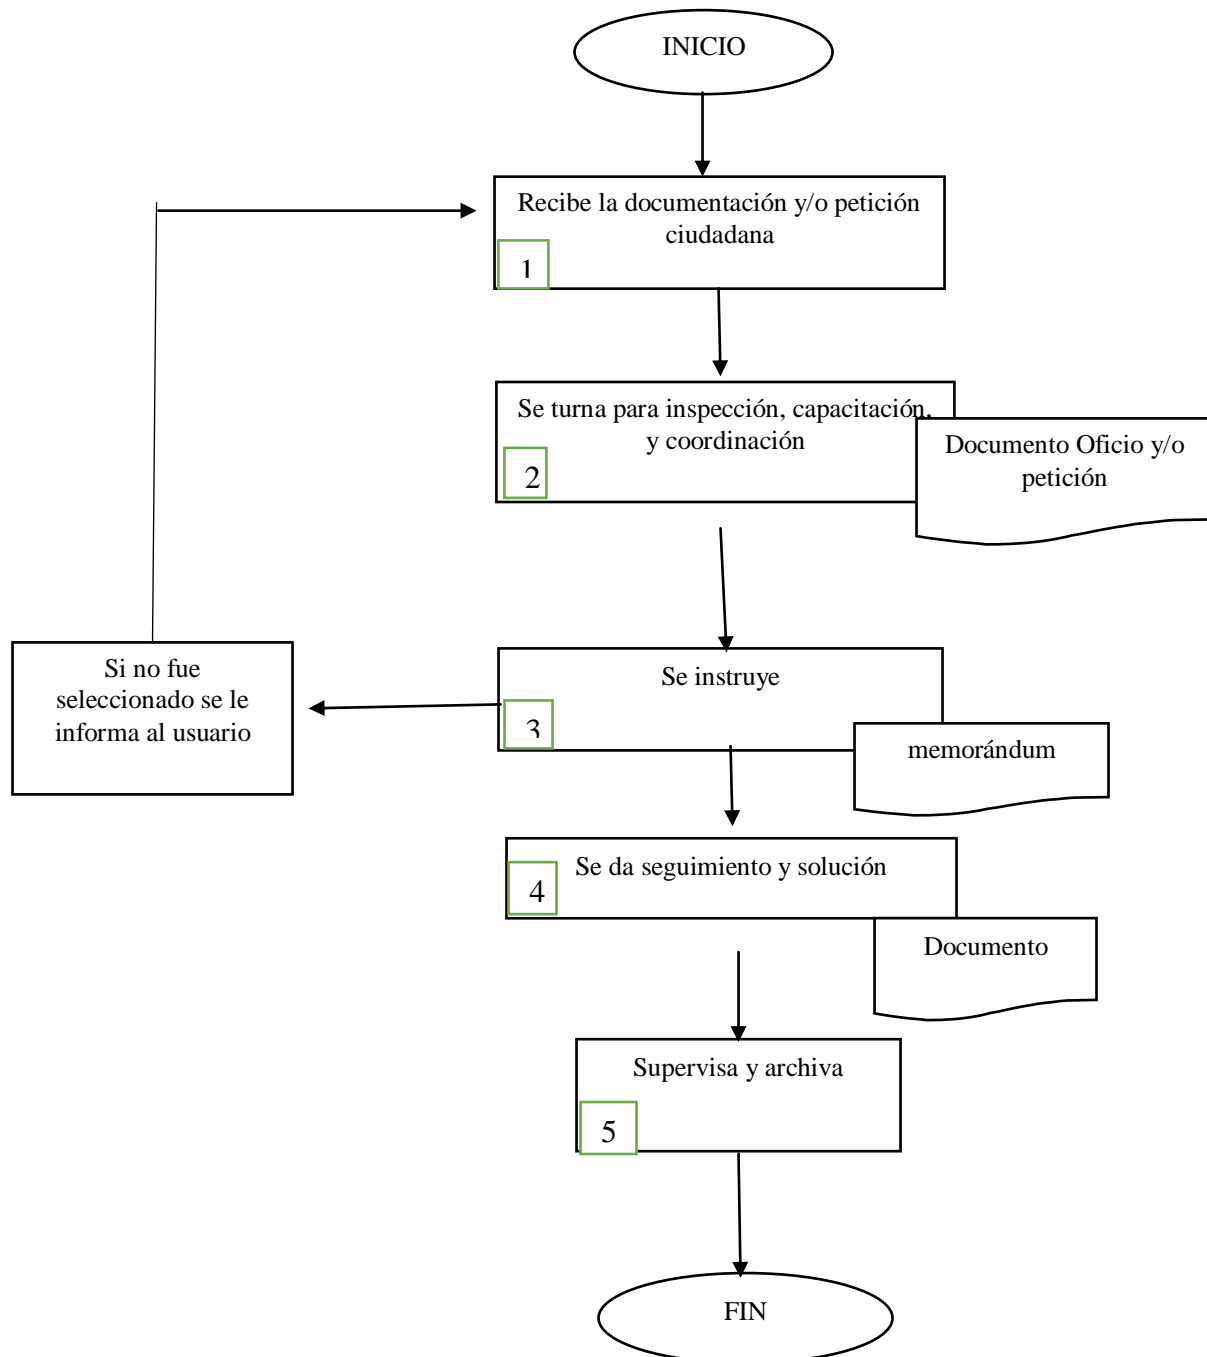 INICIO
Recibe la documentación y/o petición
ciudadana
1
Se turna para inspección, capacitación,
y coordinación
2
Documento Oficio y/o
petición
Se instruye
3
memorándum
Si no fue
seleccionado se le
informa al usuario
Se da seguimiento y solución
4
Documento
Supervisa y archiva
5
FIN